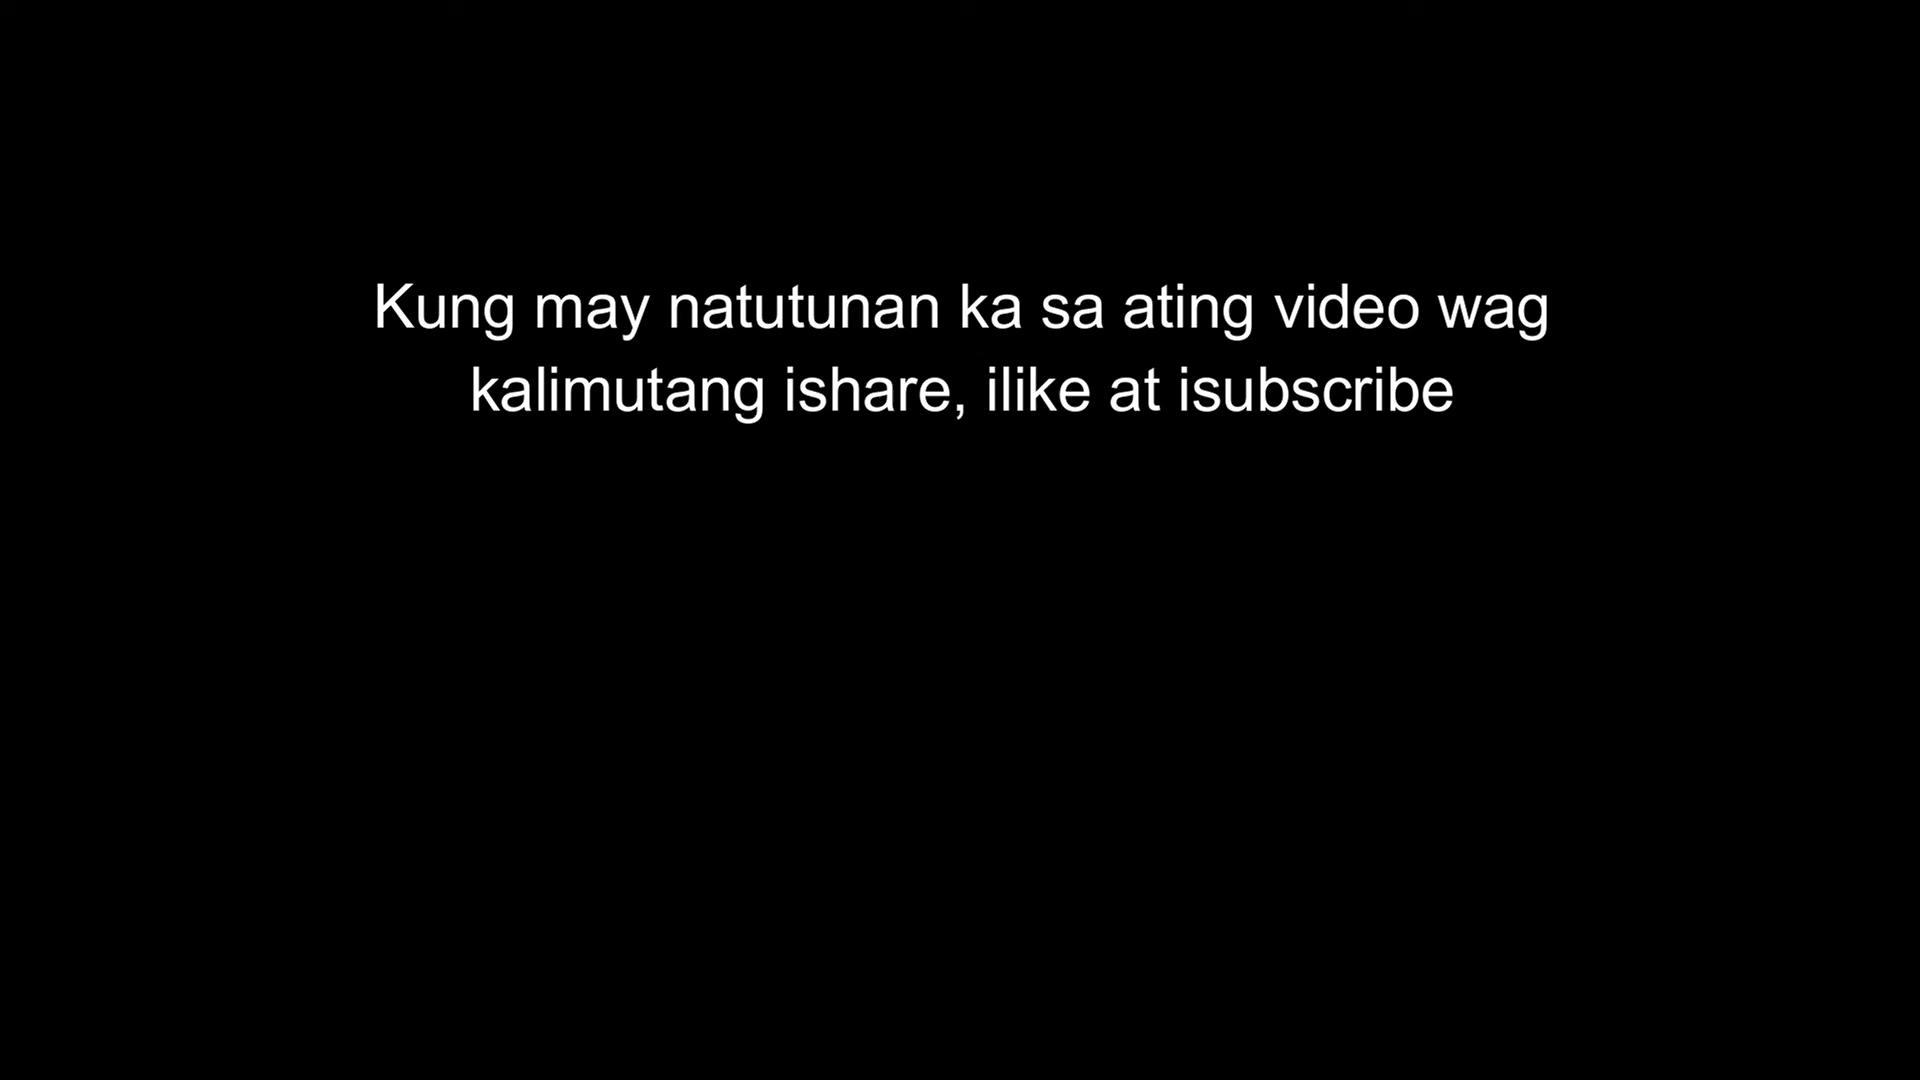 Kung may natutunan ka sa ating video wag
kalimutang ishare, ilike at isubscribe